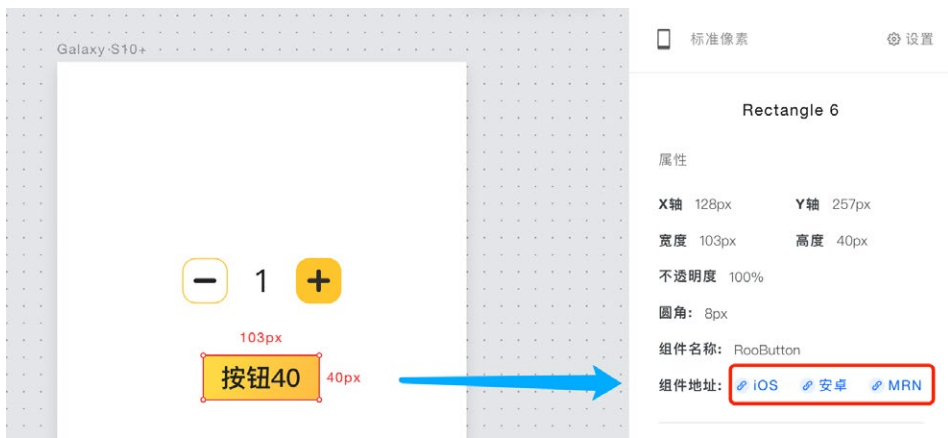 Galaxy S10+
1
103px
按钮40
40px
标准像素
设置
Rectangle 6
属性
X轴 128px Y轴 257px
宽度 103px 高度 40px
不透明度 100%
圆角: 8px
组件名称: RooButton
组件地址: iOS 安卓 MRN